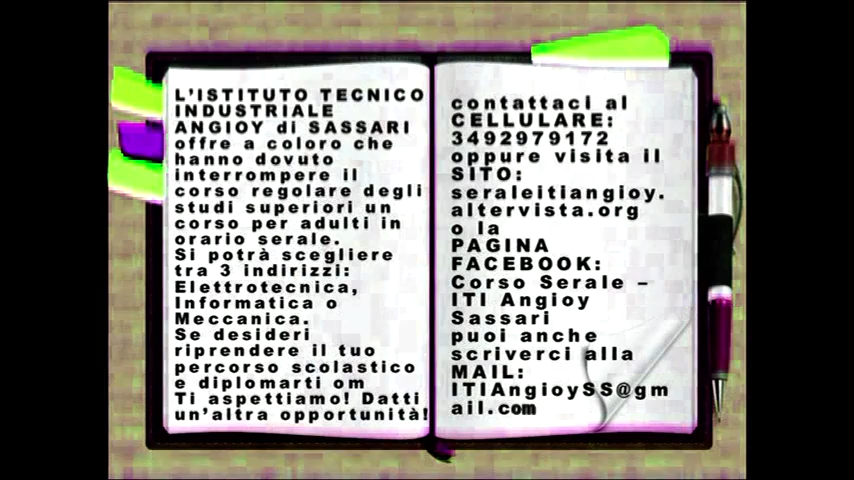 L'ISTITUTO TECNICO
INDUSTRIALE
ANGIOY di SASSARI
offre a coloro che
hanno dovuto
interrompere il
corso regolare degli
studi superiori un
corso per adulti in
orario serale.
Si potrà scegliere
tra 3 indirizzi:
Elettrotecnica,
Informatica o
Meccanica.
Se desideri
riprendere il tuo
percorso scolastico
e diplomarti om
Ti aspettiamo! Datti
un'altra opportunità!
contattaci al
CELLULARE:
3492979172
oppure visita il
SITO:
seraleitiangioy.
altervista.org
o la
PAGINA
FACEBOOK:
Corso Serale –
ITI Angioy
Sassari
puoi anche
scriverci alla
MAIL:
ITIAngioySS@gm
ail.com